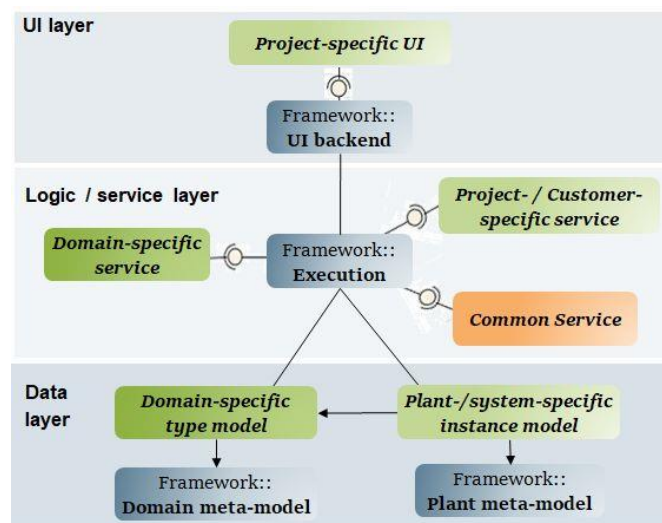 UI layer
Project-specific UI
Framework::
UI backend
Logic / service layer
Project- / Customer-
specific service
Domain-specific
service
Framework::
Execution
Common Service
Data
layer
Domain-specific
type model
Plant-/system-specific
instance model
Framework::
Domain meta-model
Framework::
Plant meta-model